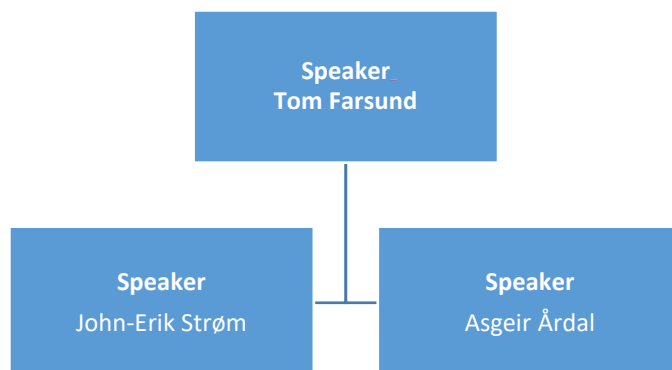 Speaker
Tom Farsund
Speaker
John-Erik Strøm
Speaker
Asgeir Årdal